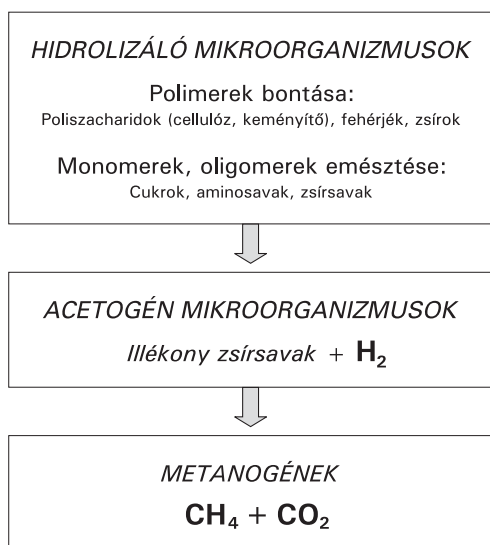 HIDROLIZÁLÓ MIKROORGANIZMUSOK
Polimerek bontása:
Poliszacharidok (cellulóz, keményítő), fehérjék, zsírok
Monomerek, oligomerek emésztése:
Cukrok, aminosavak, zsírsavak
ACETOGÉN MIKROORGANIZMUSOK
Illékony zsírsavak + H₂
METANOGÉNEK
CH₄ + CO₂